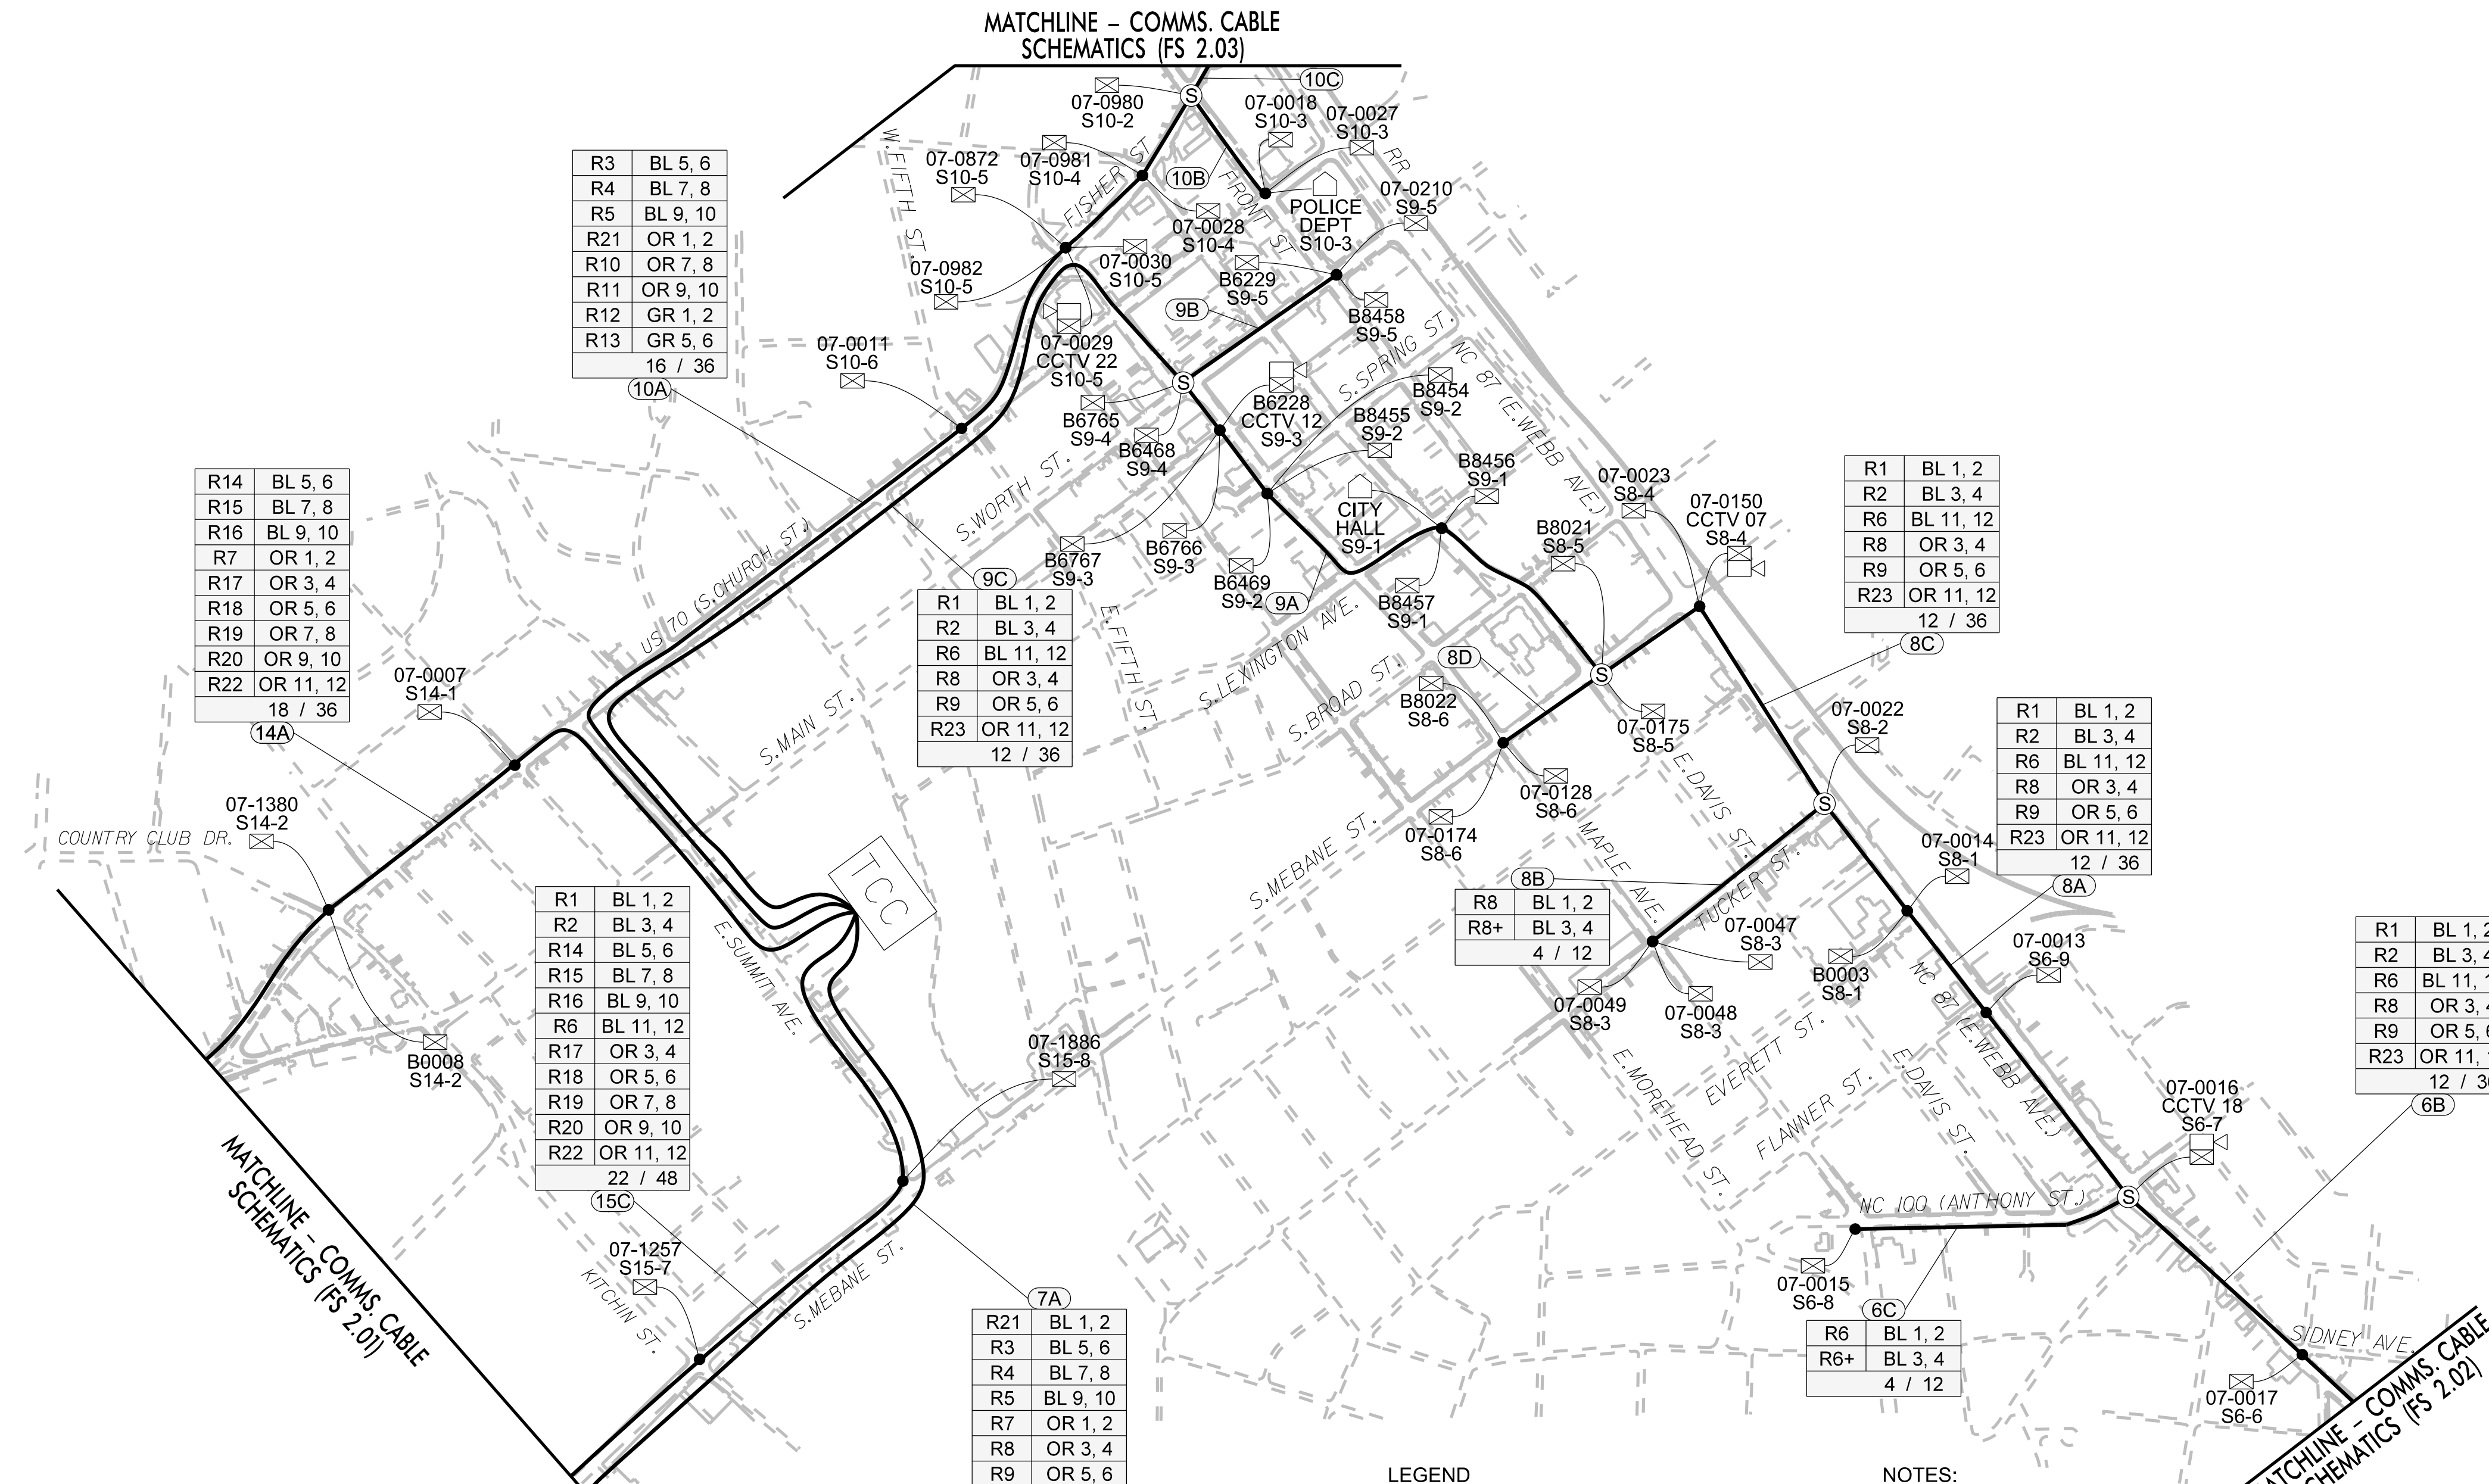 MATCHLINE – COMMS. CABLE
SCHEMATICS (FS 2.03)
10C
S
07-0980
S10-2
07-0018
S10-3
07-0027
S10-3
RR
W.FIFTH ST.
07-0872
S10-5
07-0981
S10-4
FISHER ST
10B
FRONT ST.
POLICE
DEPT
S10-3
07-0210
S9-5
07-0028
S10-4
07-0030
S10-5
07-0982
S10-5
B6229
S9-5
9B
B8458
S9-5
R3 BL 5, 6
R4 BL 7, 8
R5 BL 9, 10
R21 OR 1, 2
R10 OR 7, 8
R11 OR 9, 10
R12 GR 1, 2
R13 GR 5, 6
16 / 36
10A
07-0011
S10-6
07-0029
CCTV 22
S10-5
S
S.SPRING ST.
NC 87 (E.WEBB AVE.)
B6765
S9-4
B6468
S9-4
B6228
CCTV 12
S9-3
B8454
S9-2
B8455
S9-2
B8456
S9-1
CITY
HALL
S9-1
07-0023
S8-4
07-0150
CCTV 07
S8-4
R1 BL 1, 2
R2 BL 3, 4
R6 BL 11, 12
R8 OR 3, 4
R9 OR 5, 6
R23 OR 11, 12
12 / 36
8C
R14 BL 5, 6
R15 BL 7, 8
R16 BL 9, 10
R7 OR 1, 2
R17 OR 3, 4
R18 OR 5, 6
R19 OR 7, 8
R20 OR 9, 10
R22 OR 11, 12
18 / 36
14A
US 70 (S.CHURCH ST.)
S.WORTH ST.
B6767
S9-3
B6766
S9-3
B6469
S9-2
9A
B8457
S9-1
B8021
S8-5
9C
R1 BL 1, 2
R2 BL 3, 4
R6 BL 11, 12
R8 OR 3, 4
R9 OR 5, 6
R23 OR 11, 12
12 / 36
E.FIFTH ST.
S.LEXINGTON AVE.
S.BROAD ST.
8D
S
B8022
S8-6
07-0175
S8-5
07-0022
S8-2
R1 BL 1, 2
R2 BL 3, 4
R6 BL 11, 12
R8 OR 3, 4
R9 OR 5, 6
R23 OR 11, 12
12 / 36
8A
07-0007
S14-1
S.MAIN ST.
07-1380
S14-2
COUNTRY CLUB DR.
TCC
07-0128
S8-6
07-0174
S8-6
E.DAVIS ST.
S
07-0014
S8-1
S.MEBANE ST.
MAPLE AVE.
TUCKER ST.
8B
R8 BL 1, 2
R8+ BL 3, 4
4 / 12
07-0047
S8-3
07-0049
S8-3
07-0048
S8-3
B0003
S8-1
07-0013
S6-9
NC 87 (E.WEBB AVE.)
R1
R2
R6
R8
R9
R23
6B
R1 BL 1, 2
R2 BL 3, 4
R14 BL 5, 6
R15 BL 7, 8
R16 BL 9, 10
R6 BL 11, 12
R17 OR 3, 4
R18 OR 5, 6
R19 OR 7, 8
R20 OR 9, 10
R22 OR 11, 12
22 / 48
15C
E.SUMMIT AVE.
B0008
S14-2
07-1886
S15-8
E.MOREHEAD ST.
EVERETT ST.
FLANNER ST.
E.DAVIS ST.
07-0016
CCTV 18
S6-7
S
NC 100 (ANTHONY ST.)
MATCHLINE – COMMS. CABLE
SCHEMATICS (FS 2.01)
07-1257
S15-7
KITCHIN ST.
S.MEBANE ST.
7A
R21 BL 1, 2
R3 BL 5, 6
R4 BL 7, 8
R5 BL 9, 10
R7 OR 1, 2
R8 OR 3, 4
R9 OR 5, 6
07-0015
S6-8
6C
R6 BL 1, 2
R6+ BL 3, 4
4 / 12
SIDNEY AVE.
07-0017
S6-6
COMMS. CABLE
SCHEMATICS (FS 2.02)
LEGEND
NOTES: